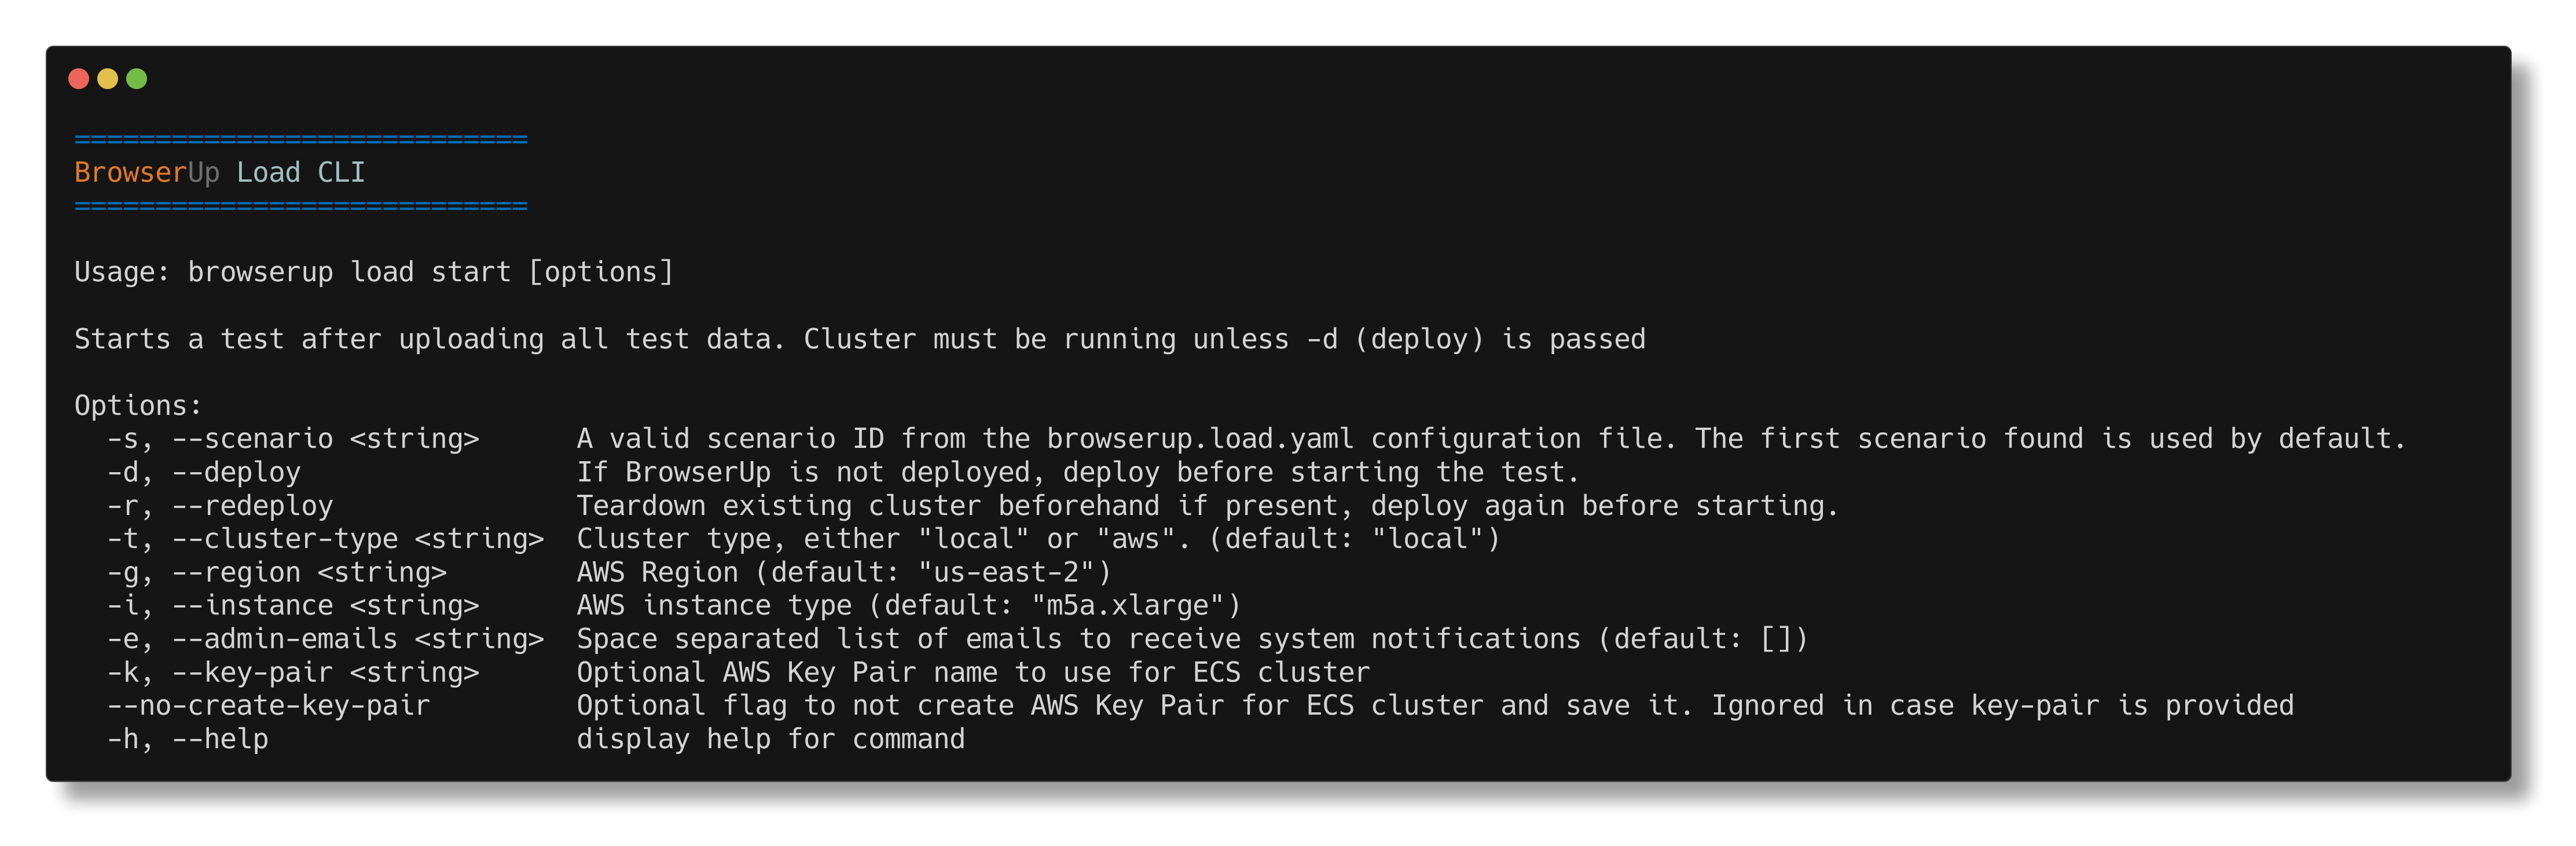 ============================
BrowserUp Load CLI
============================
Usage: browserup load start [options]
Starts a test after uploading all test data. Cluster must be running unless -d (deploy) is passed
Options:
-s, --scenario <string> A valid scenario ID from the browserup.load.yaml configuration file. The first scenario found is used by default.
-d, --deploy If BrowserUp is not deployed, deploy before starting the test.
-r, --redeploy Teardown existing cluster beforehand if present, deploy again before starting.
-t, --cluster-type <string> Cluster type, either "local" or "aws". (default: "local")
-g, --region <string> AWS Region (default: "us-east-2")
-i, --instance <string> AWS instance type (default: "m5a.xlarge")
-e, --admin-emails <string> Space separated list of emails to receive system notifications (default: [])
-k, --key-pair <string> Optional AWS Key Pair name to use for ECS cluster
--no-create-key-pair Optional flag to not create AWS Key Pair for ECS cluster and save it. Ignored in case key-pair is provided
-h, --help display help for command